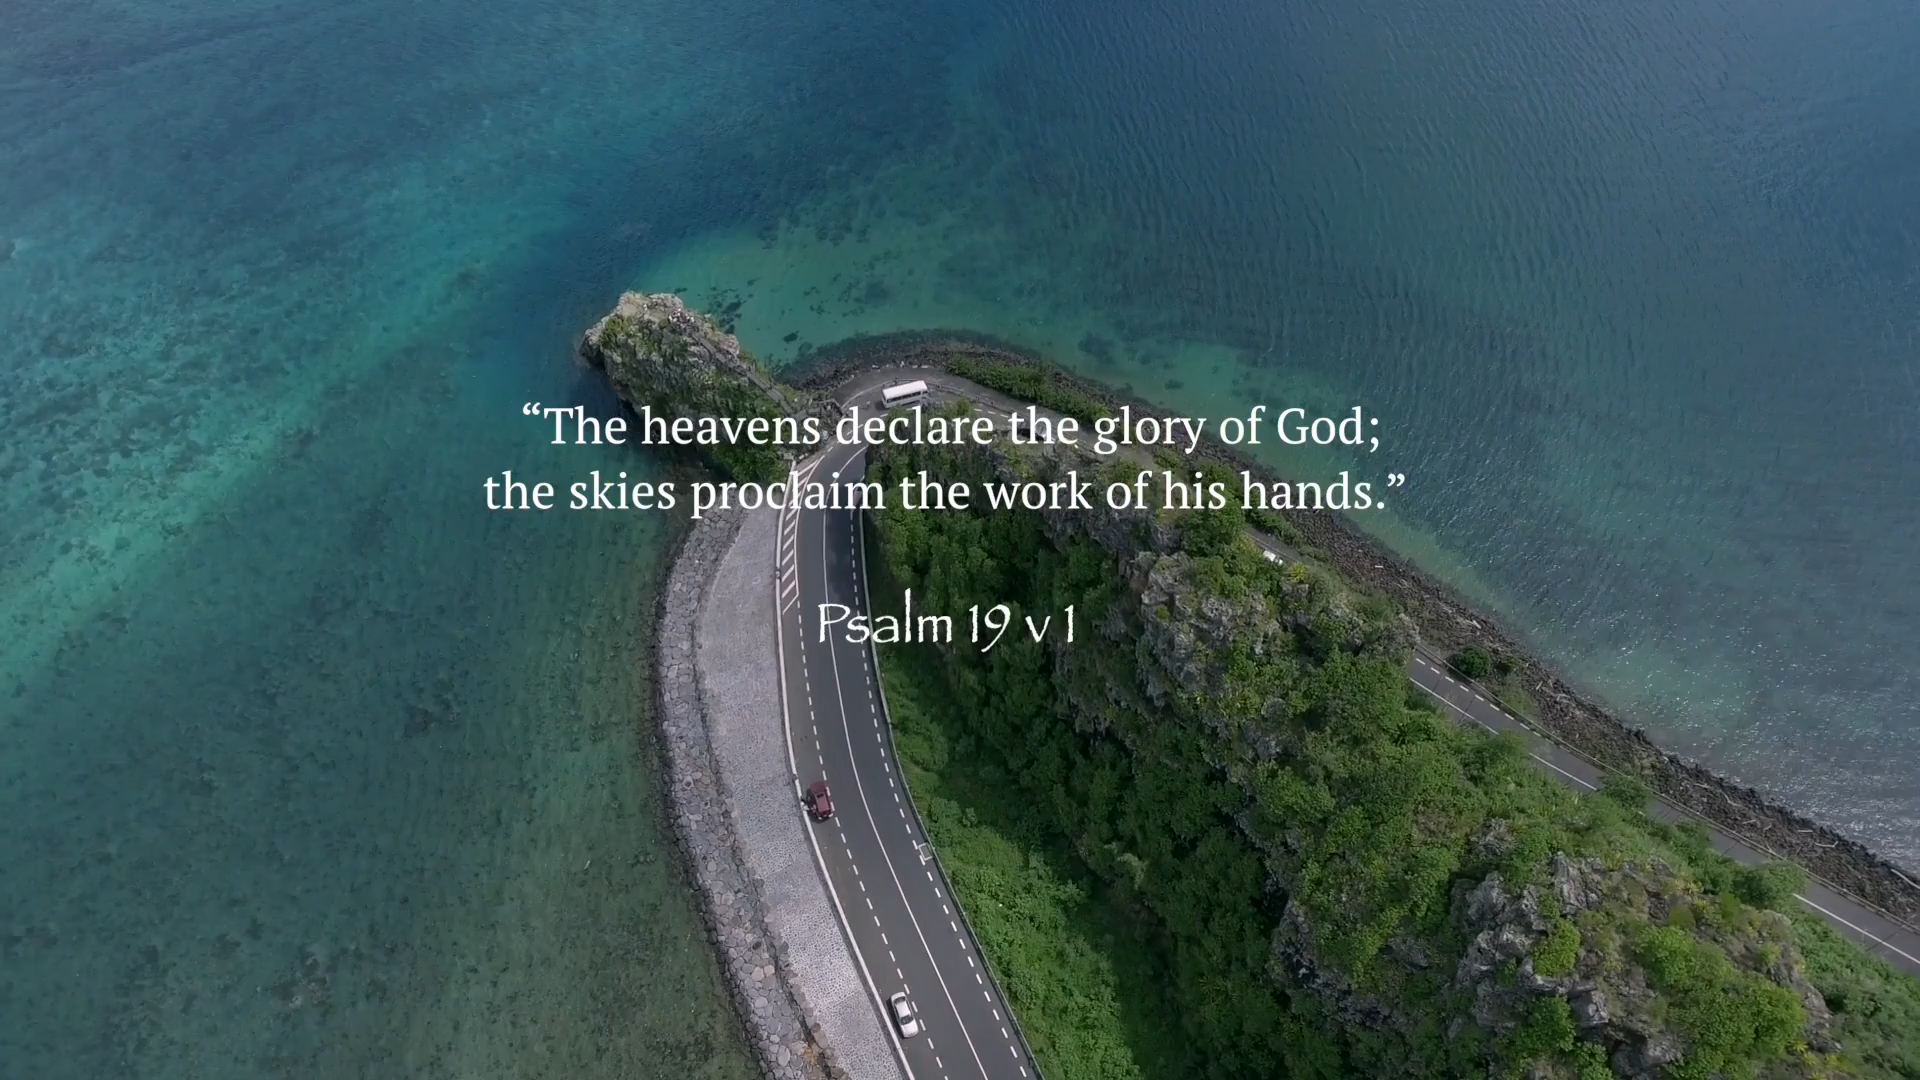 “The heavens declare the glory of God;
the skies proclaim the work of his hands.”
Psalm 19 v 1